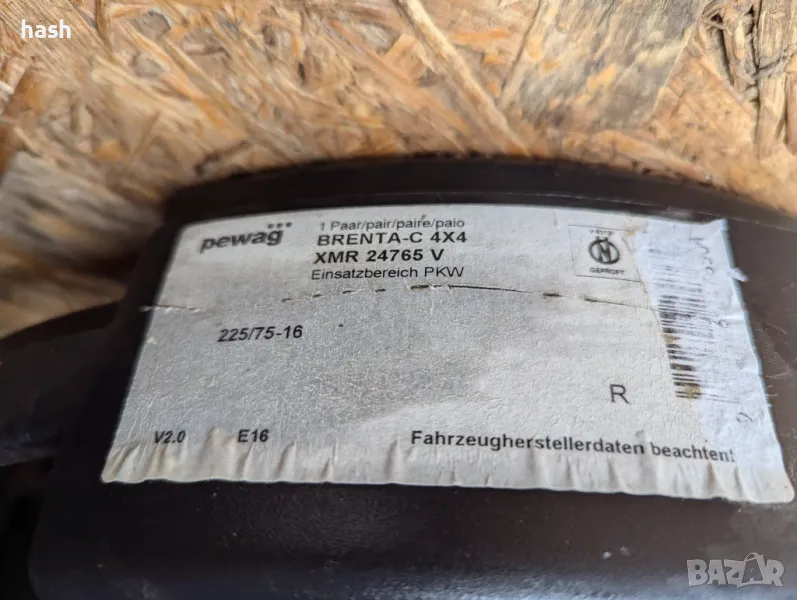 hash
pewag
1 Paar/pair/paire/paio
BRENTA-C 4X4
XMR 24765 V
Einsatzbereich PKW
GEPRÜFT
225/75-16
R
V2.0 E16
Fahrzeugherstellerdaten beachten!
BAZAR